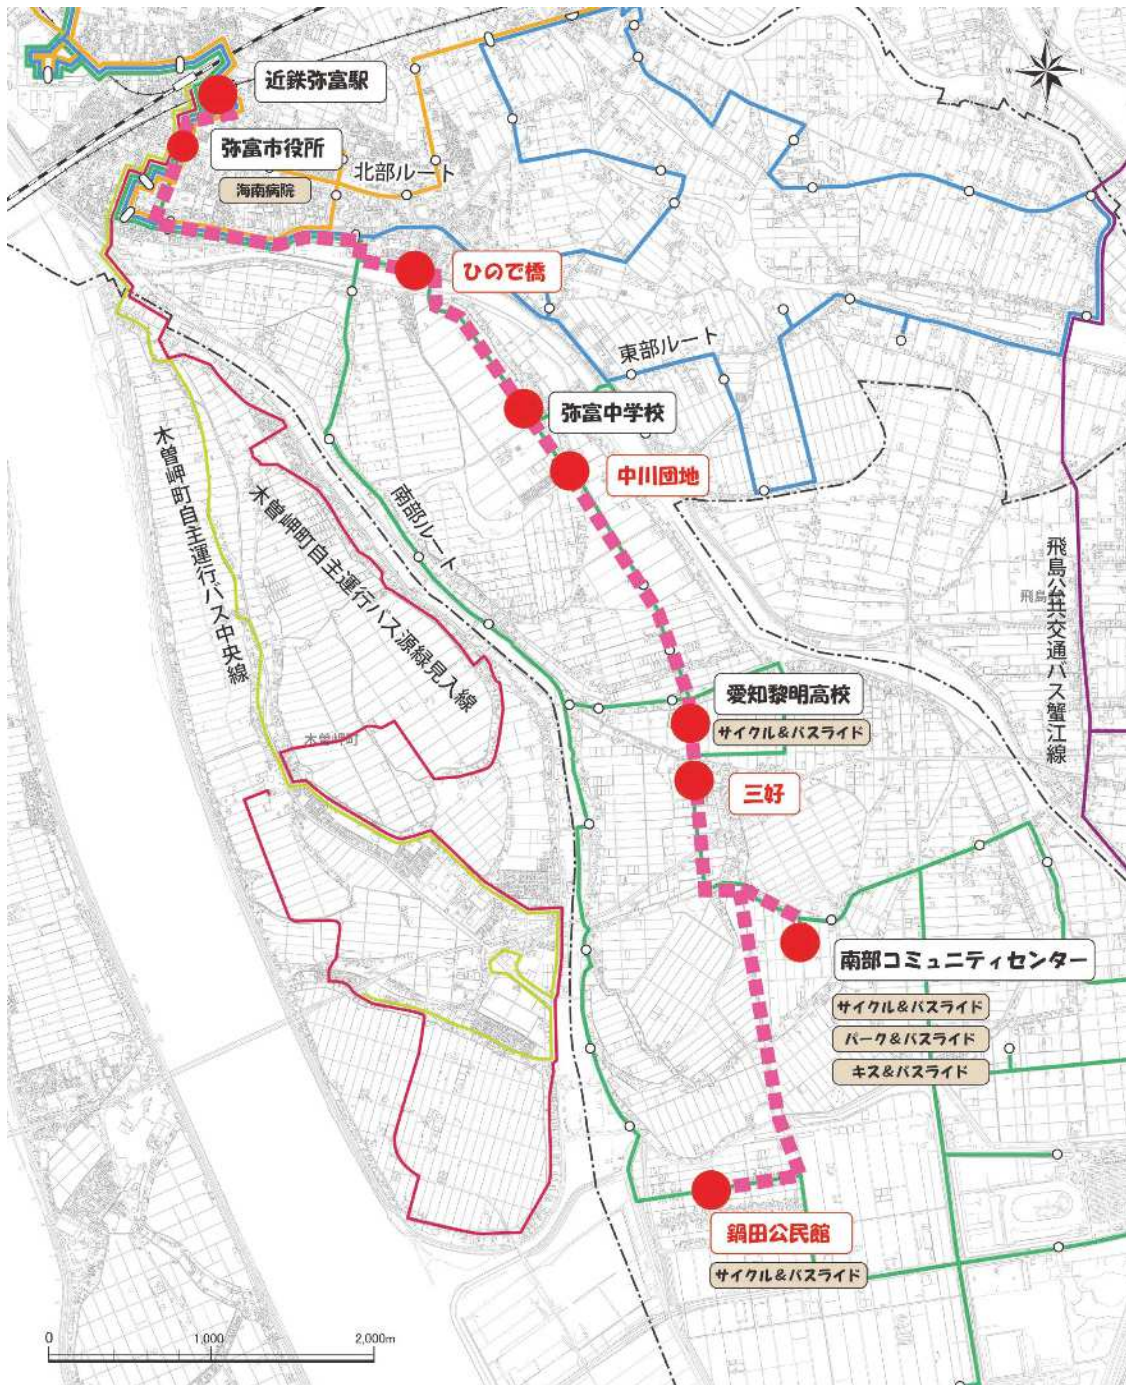 近鉄弥富駅
弥富市役所
海南病院
北部ルート
ひので橋
東部ルート
弥富中学校
中川団地
南部ルート
木曽岬町自主運行バス中央線
木曽岬町自主運行バス源緑見入線
飛島公共交通バス蟹江線
愛知黎明高校
サイクル&バスライド
木曽岬町
三好
南部コミュニティセンター
サイクル&バスライド
パーク&バスライド
キス&バスライド
鍋田公民館
サイクル&バスライド
0 1,000 2,000m